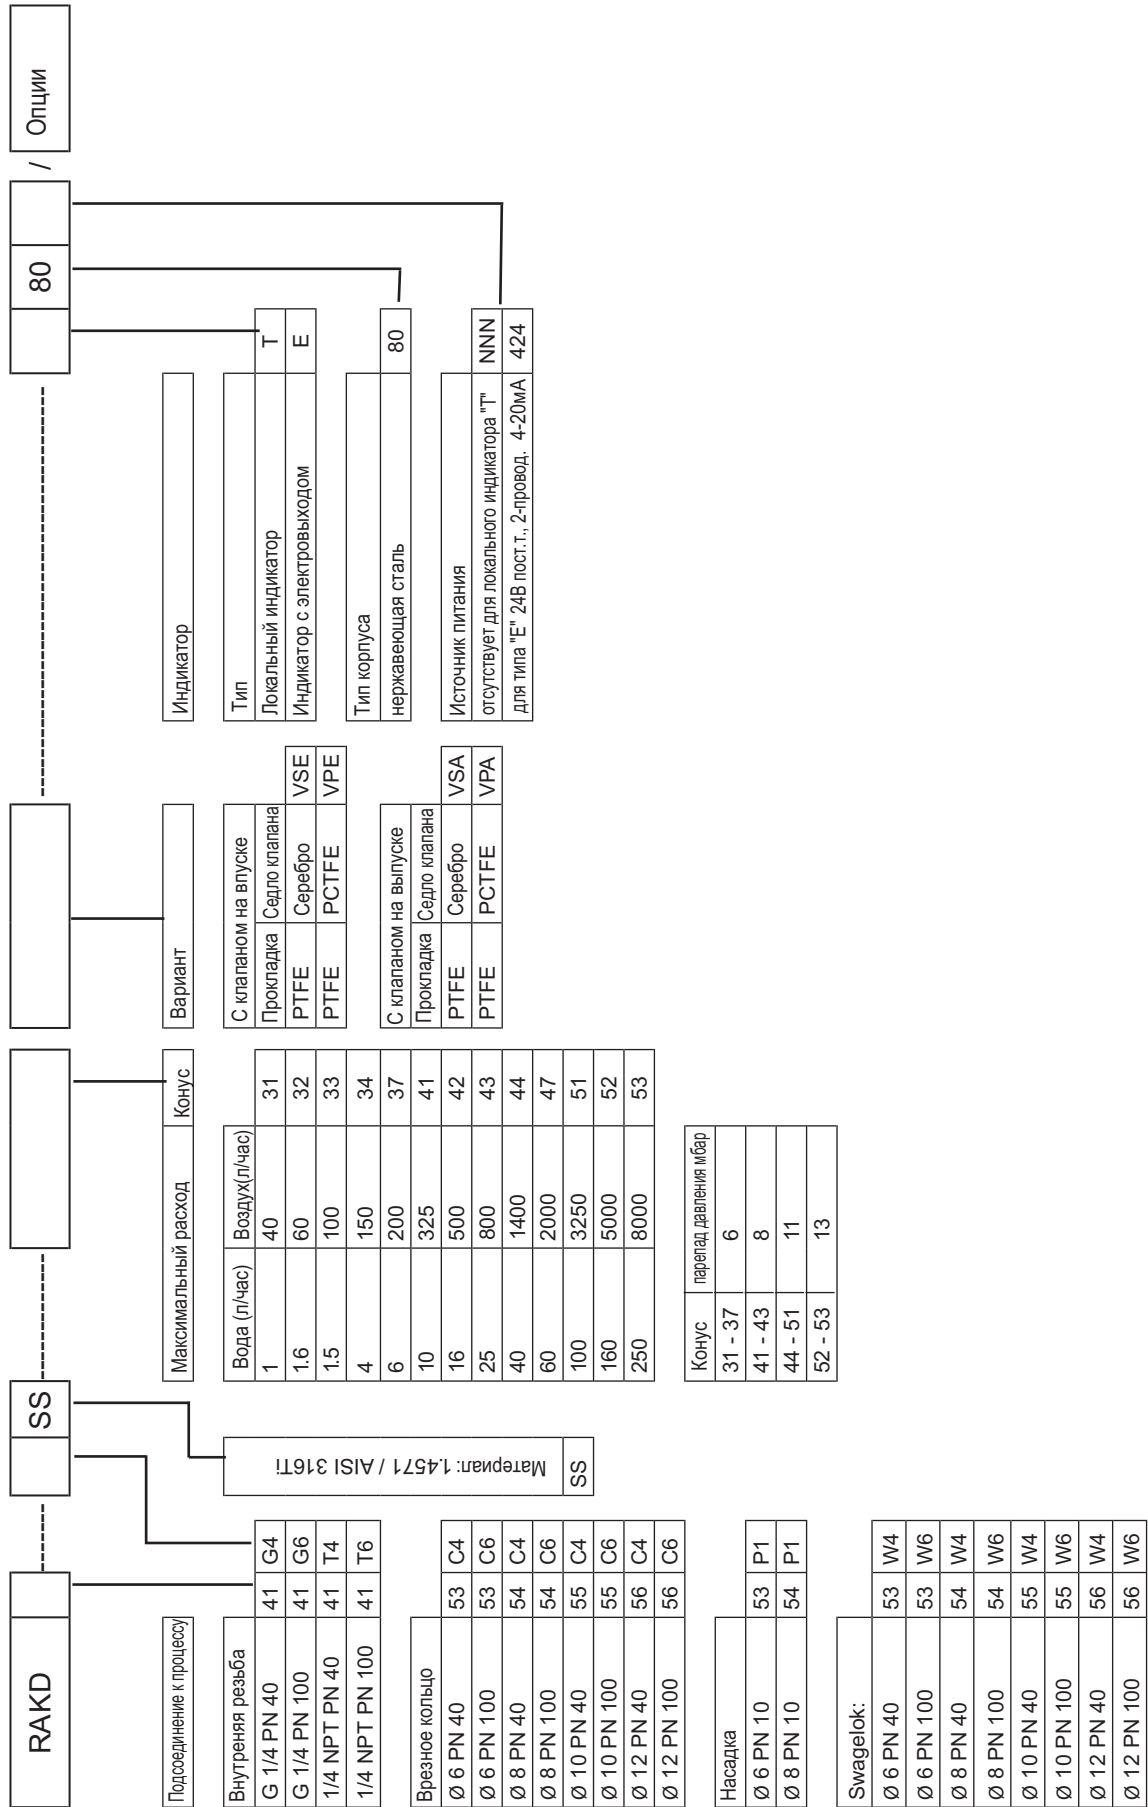 RAKD SS 80 / Опции
Подсоединение к процессу
Внутреняя резьба
G 1/4 PN 40 41 G4
G 1/4 PN 100 41 G6
1/4 NPT PN 40 41 T4
1/4 NPT PN 100 41 T6
Врезное кольцо
Ø 6 PN 40 53 C4
Ø 6 PN 100 53 C6
Ø 8 PN 40 54 C4
Ø 8 PN 100 54 C6
Ø 10 PN 40 55 C4
Ø 10 PN 100 55 C6
Ø 12 PN 40 56 C4
Ø 12 PN 100 56 C6
Насадка
Ø 6 PN 10 53 P1
Ø 8 PN 10 54 P1
Swagelok:
Ø 6 PN 40 53 W4
Ø 6 PN 100 53 W6
Ø 8 PN 40 54 W4
Ø 8 PN 100 54 W6
Ø 10 PN 40 55 W4
Ø 10 PN 100 55 W6
Ø 12 PN 40 56 W4
Ø 12 PN 100 56 W6
Материал: 1.4571 / AISI 316Ti
SS
Максимальный расход Конус
Вода (л/час) Воздух(л/час)
1 40 31
1.6 60 32
1.5 100 33
4 150 34
6 200 37
10 325 41
16 500 42
25 800 43
40 1400 44
60 2000 47
100 3250 51
160 5000 52
250 8000 53
Конус парепад давления мбар
31 - 37 6
41 - 43 8
44 - 51 11
52 - 53 13
Вариант
С клапаном на впуске
Прокладка Седло клапана
PTFE Серебро VSE
PTFE PCTFE VPE
С клапаном на выпуске
Прокладка Седло клапана
PTFE Серебро VSA
PTFE PCTFE VPA
Индикатор
Тип
Локальный индикатор T
Индикатор с электровыходом E
Тип корпуса
нержавеющая сталь 80
Источник питания
отсутствует для локального индикатора "T" NNN
для типа "E" 24В пост.т., 2-провод. 4-20мА 424